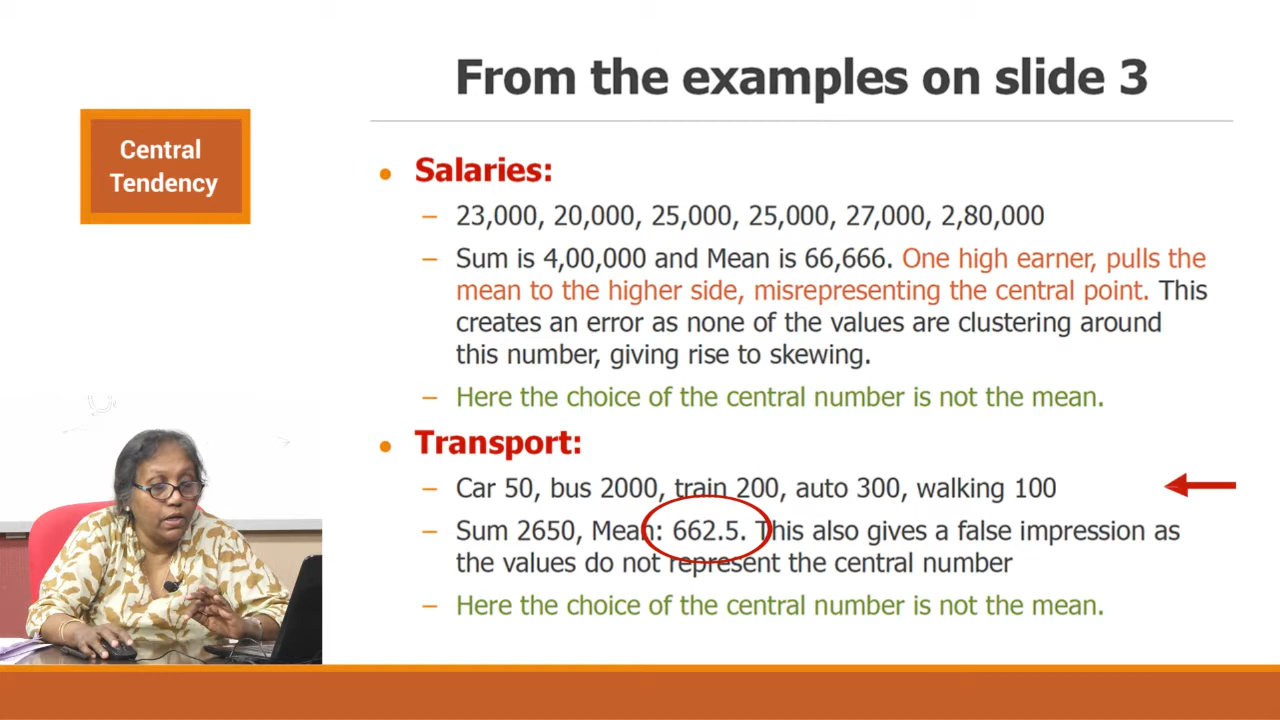 From the examples on slide 3
Central
Tendency
• Salaries:
– 23,000, 20,000, 25,000, 25,000, 27,000, 2,80,000
– Sum is 4,00,000 and Mean is 66,666. One high earner, pulls the
mean to the higher side, misrepresenting the central point. This
creates an error as none of the values are clustering around
this number, giving rise to skewing.
– Here the choice of the central number is not the mean.
• Transport:
– Car 50, bus 2000, train 200, auto 300, walking 100
– Sum 2650, Mean: 662.5. This also gives a false impression as
the values do not represent the central number
– Here the choice of the central number is not the mean.